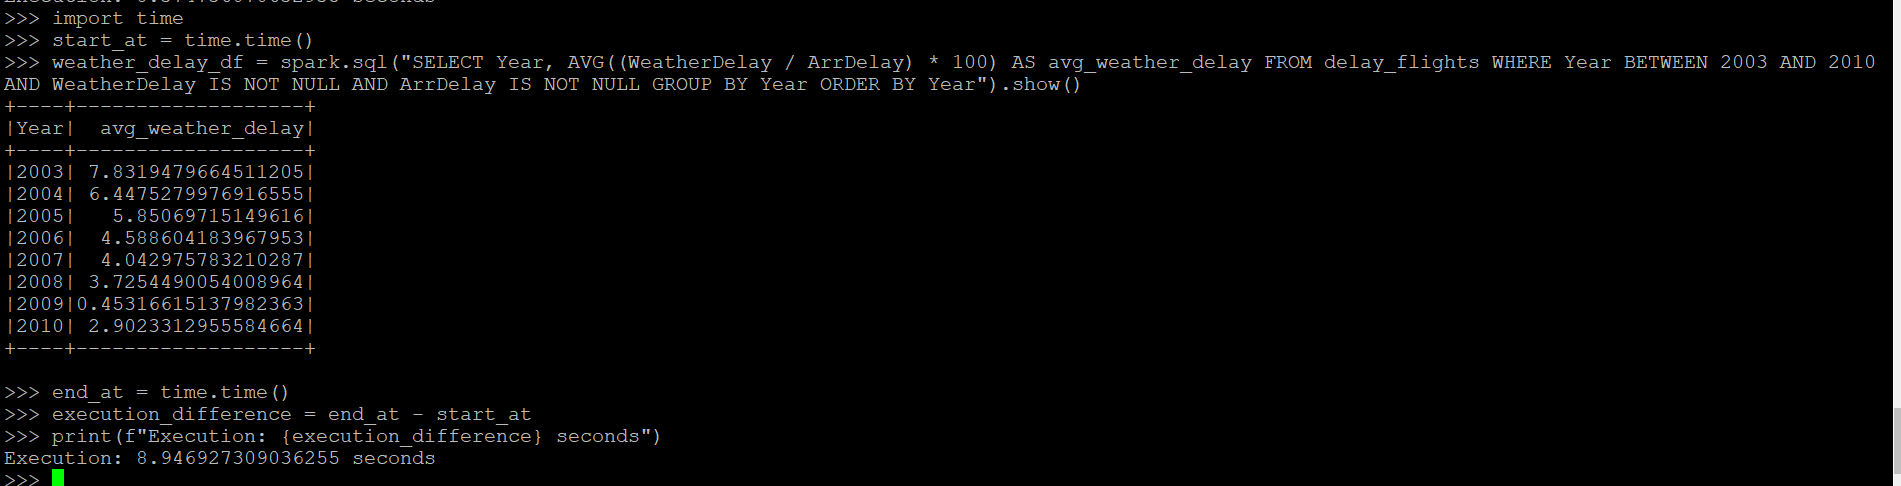 >>> import time
>>> start_at = time.time()
>>> weather_delay_df = spark.sql("SELECT Year, AVG((WeatherDelay / ArrDelay) * 100) AS avg_weather_delay FROM delay_flights WHERE Year BETWEEN 2003 AND 2010
AND WeatherDelay IS NOT NULL AND ArrDelay IS NOT NULL GROUP BY Year ORDER BY Year").show()
+----+-------------------+
|Year|  avg_weather_delay|
+----+-------------------+
|2003| 7.8319479664511205|
|2004| 6.4475279976916555|
|2005|   5.85069715149616|
|2006|  4.588604183967953|
|2007|  4.042975783210287|
|2008| 3.7254490054008964|
|2009|0.45316615137982363|
|2010| 2.9023312955584664|
+----+-------------------+
>>> end_at = time.time()
>>> execution_difference = end_at - start_at
>>> print(f"Execution: {execution_difference} seconds")
Execution: 8.946927309036255 seconds
>>>